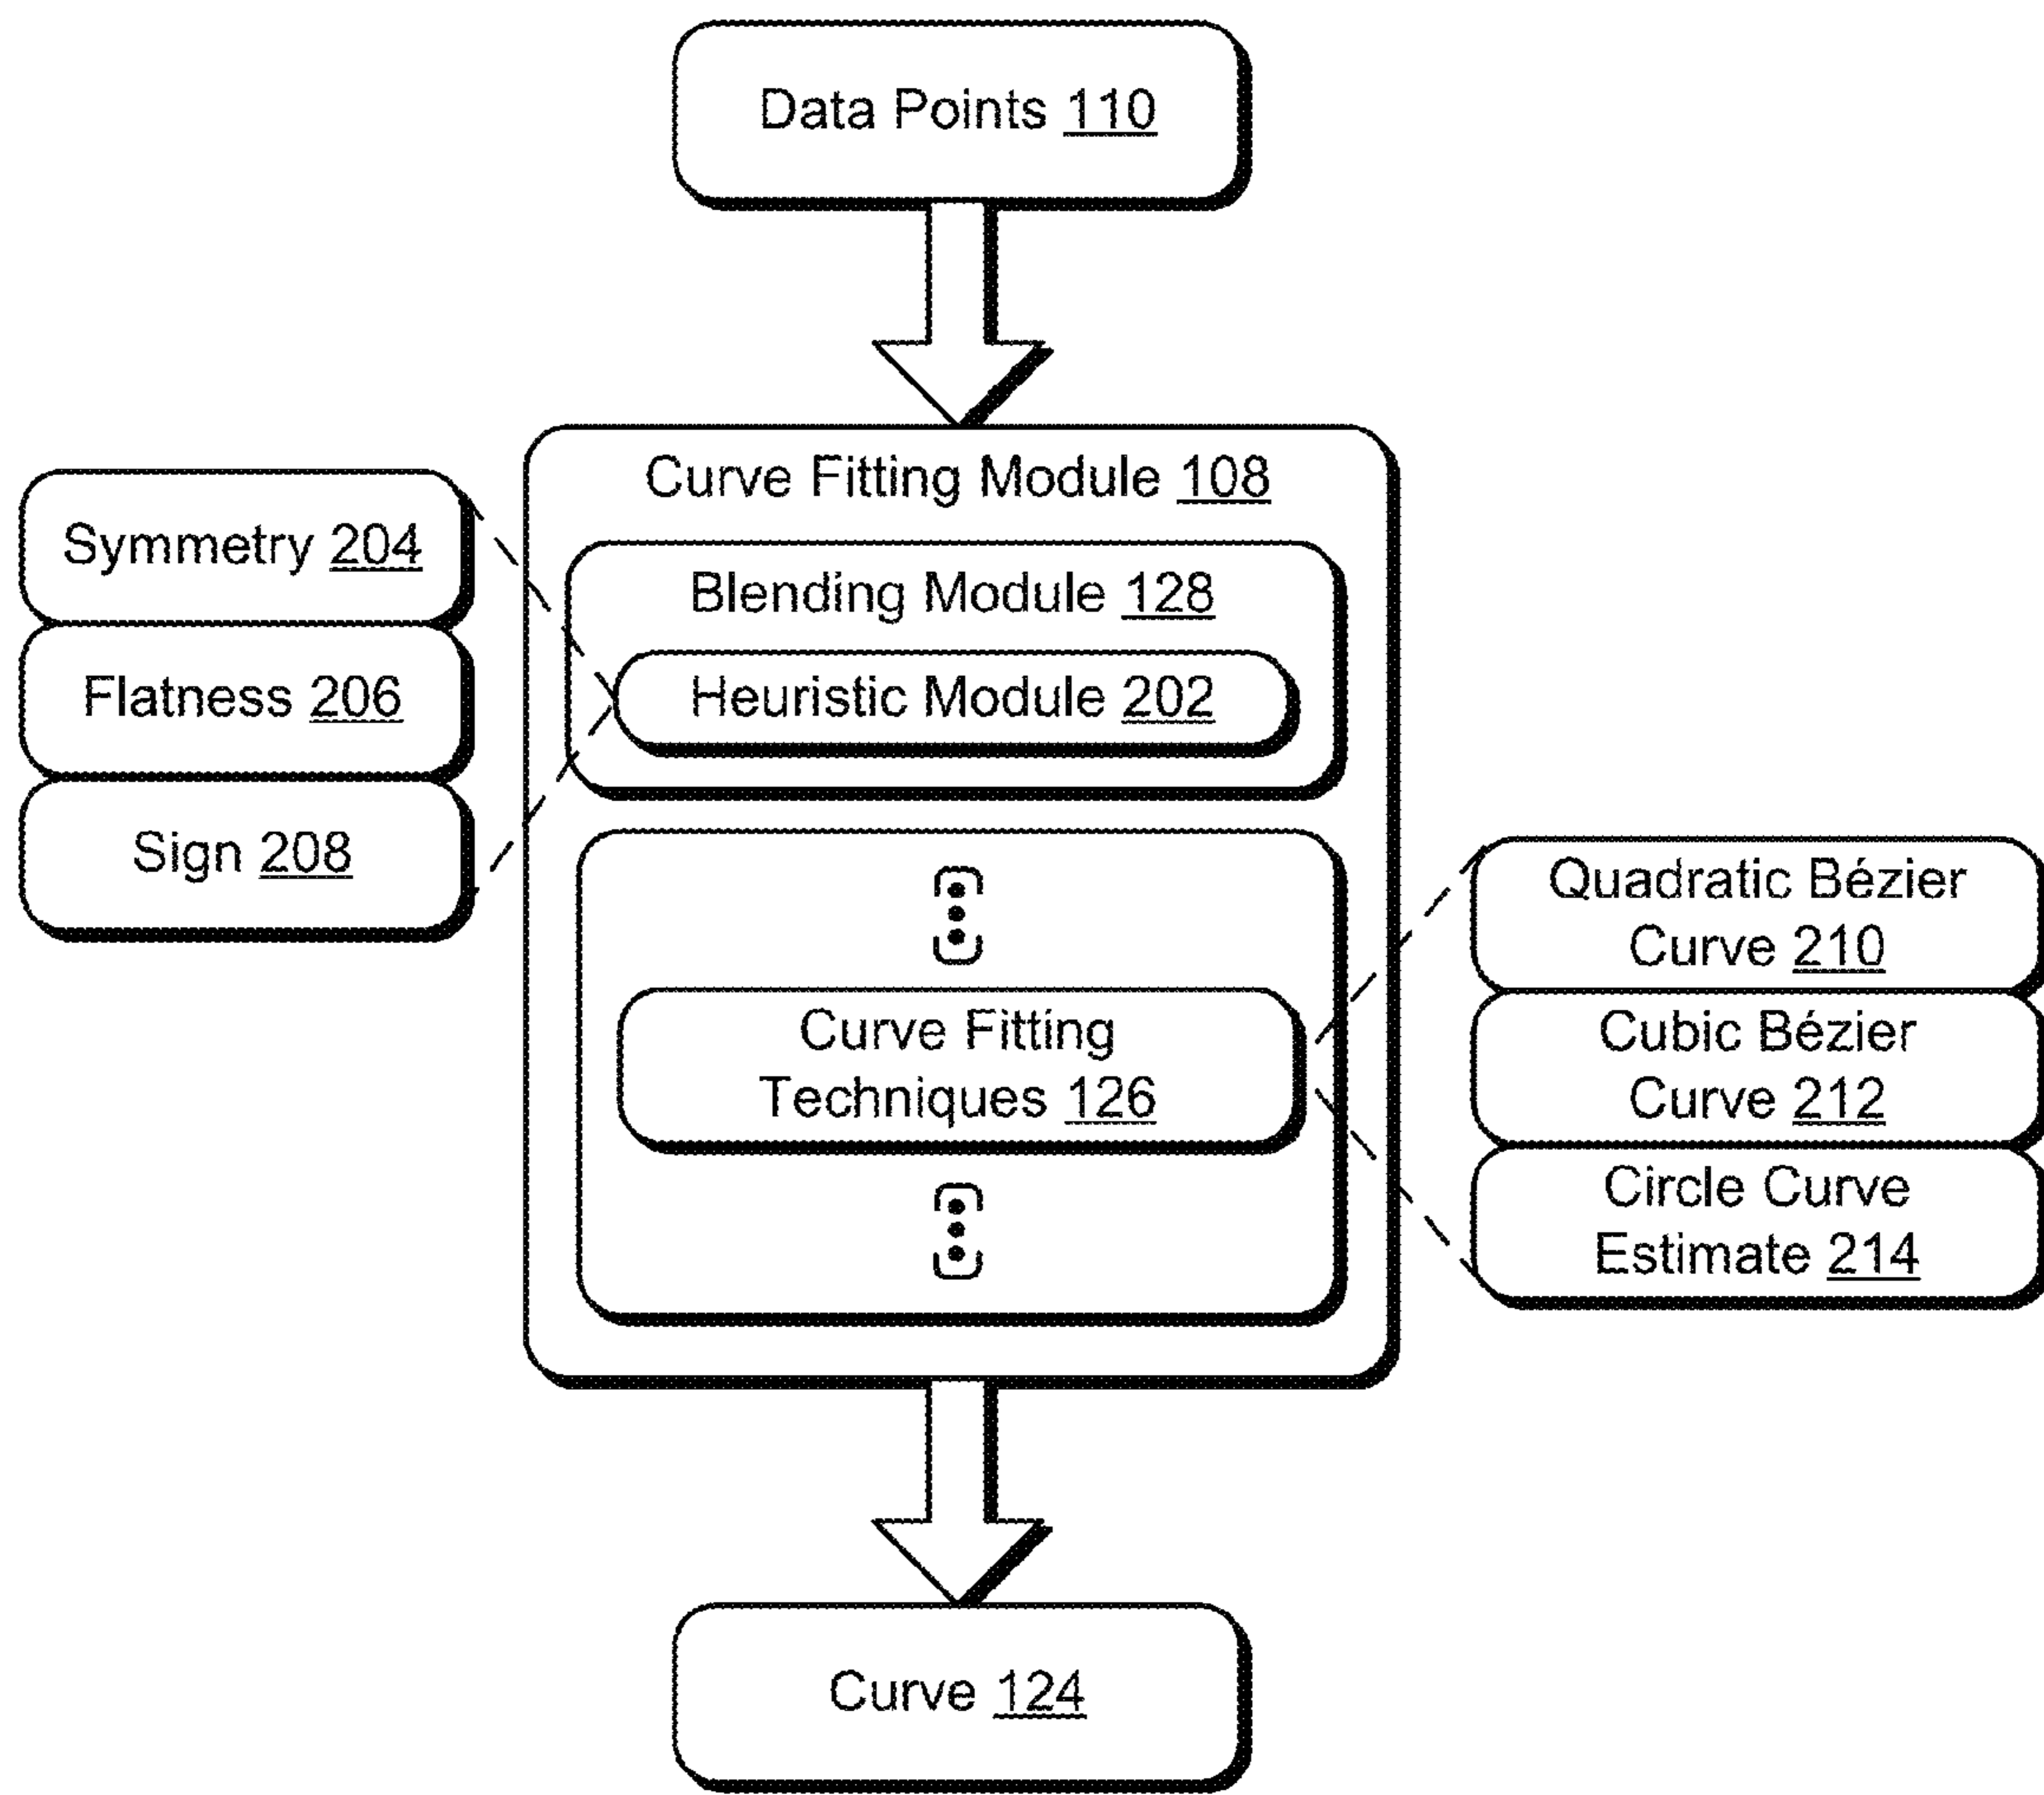 Data Points 110
Curve Fitting Module 108
Symmetry 204
Blending Module 128
Flatness 206
Heuristic Module 202
Sign 208
Quadratic Bézier
Curve 210
Curve Fitting
Techniques 126
Cubic Bézier
Curve 212
Circle Curve
Estimate 214
Curve 124